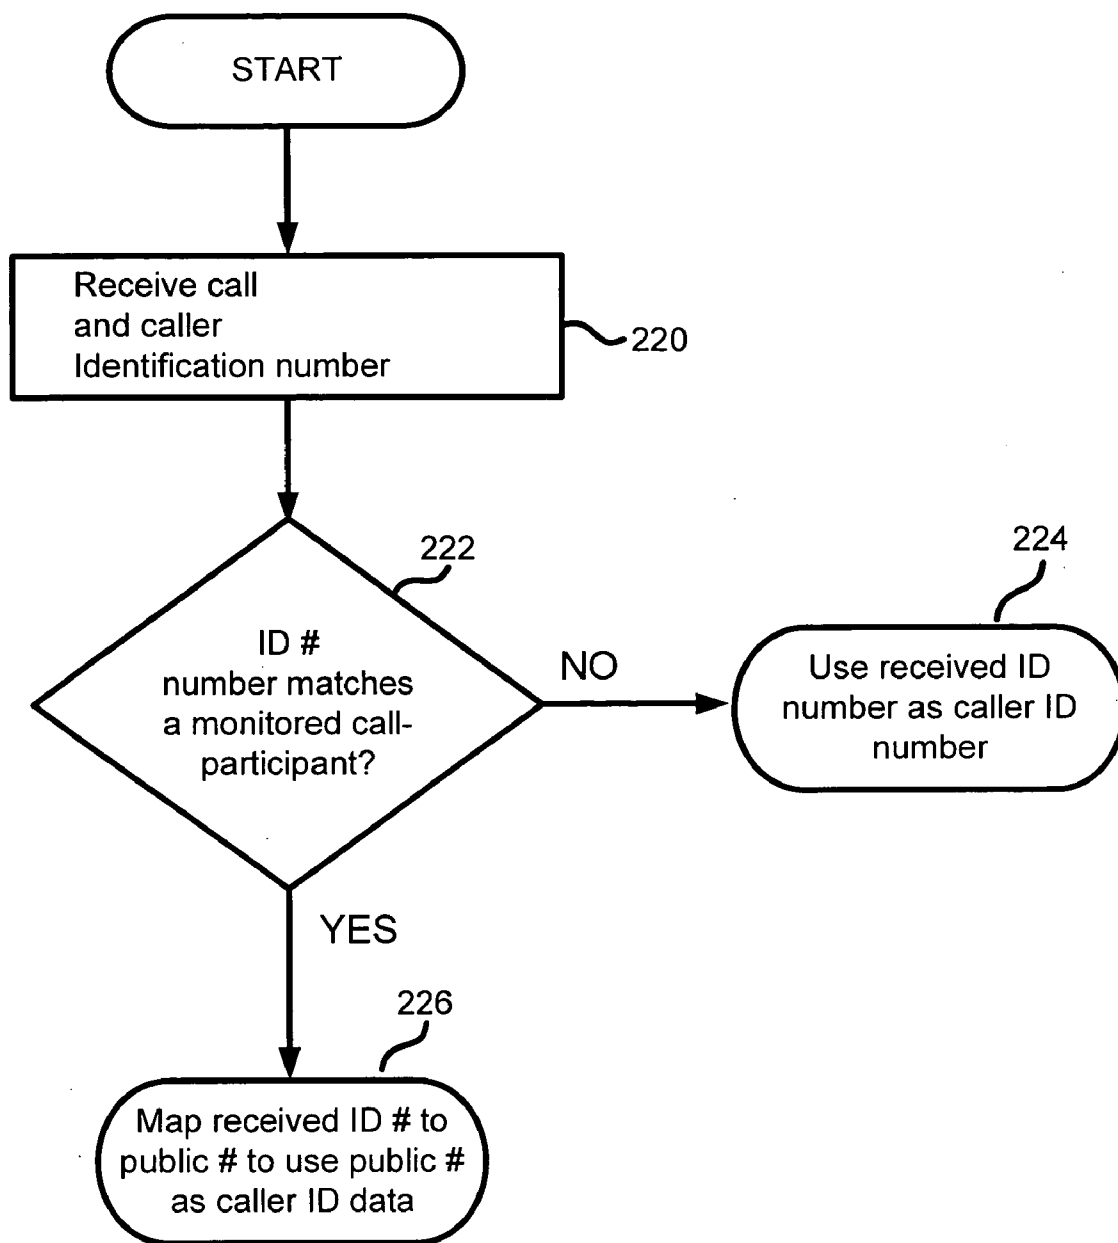 START
Receive call
and caller
Identification number
220
222
ID #
number matches
a monitored call-
participant?
NO
224
Use received ID
number as caller ID
number
YES
226
Map received ID # to
public # to use public #
as caller ID data